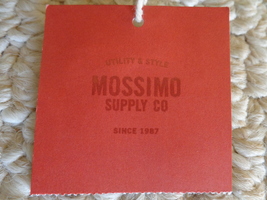 UTILITY & STYLE
MOSSIMO
SUPPLY CO
SINCE 1987